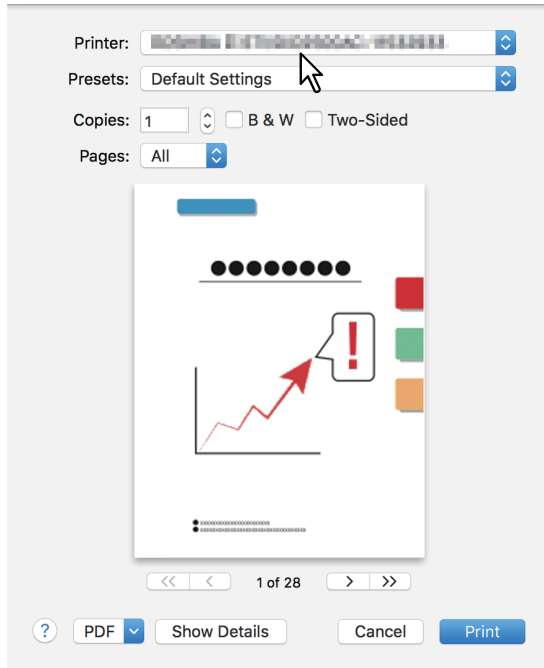 Printer:
Presets: Default Settings
Copies: 1 B & W Two-Sided
Pages: All
!
1 of 28
? PDF Show Details Cancel Print